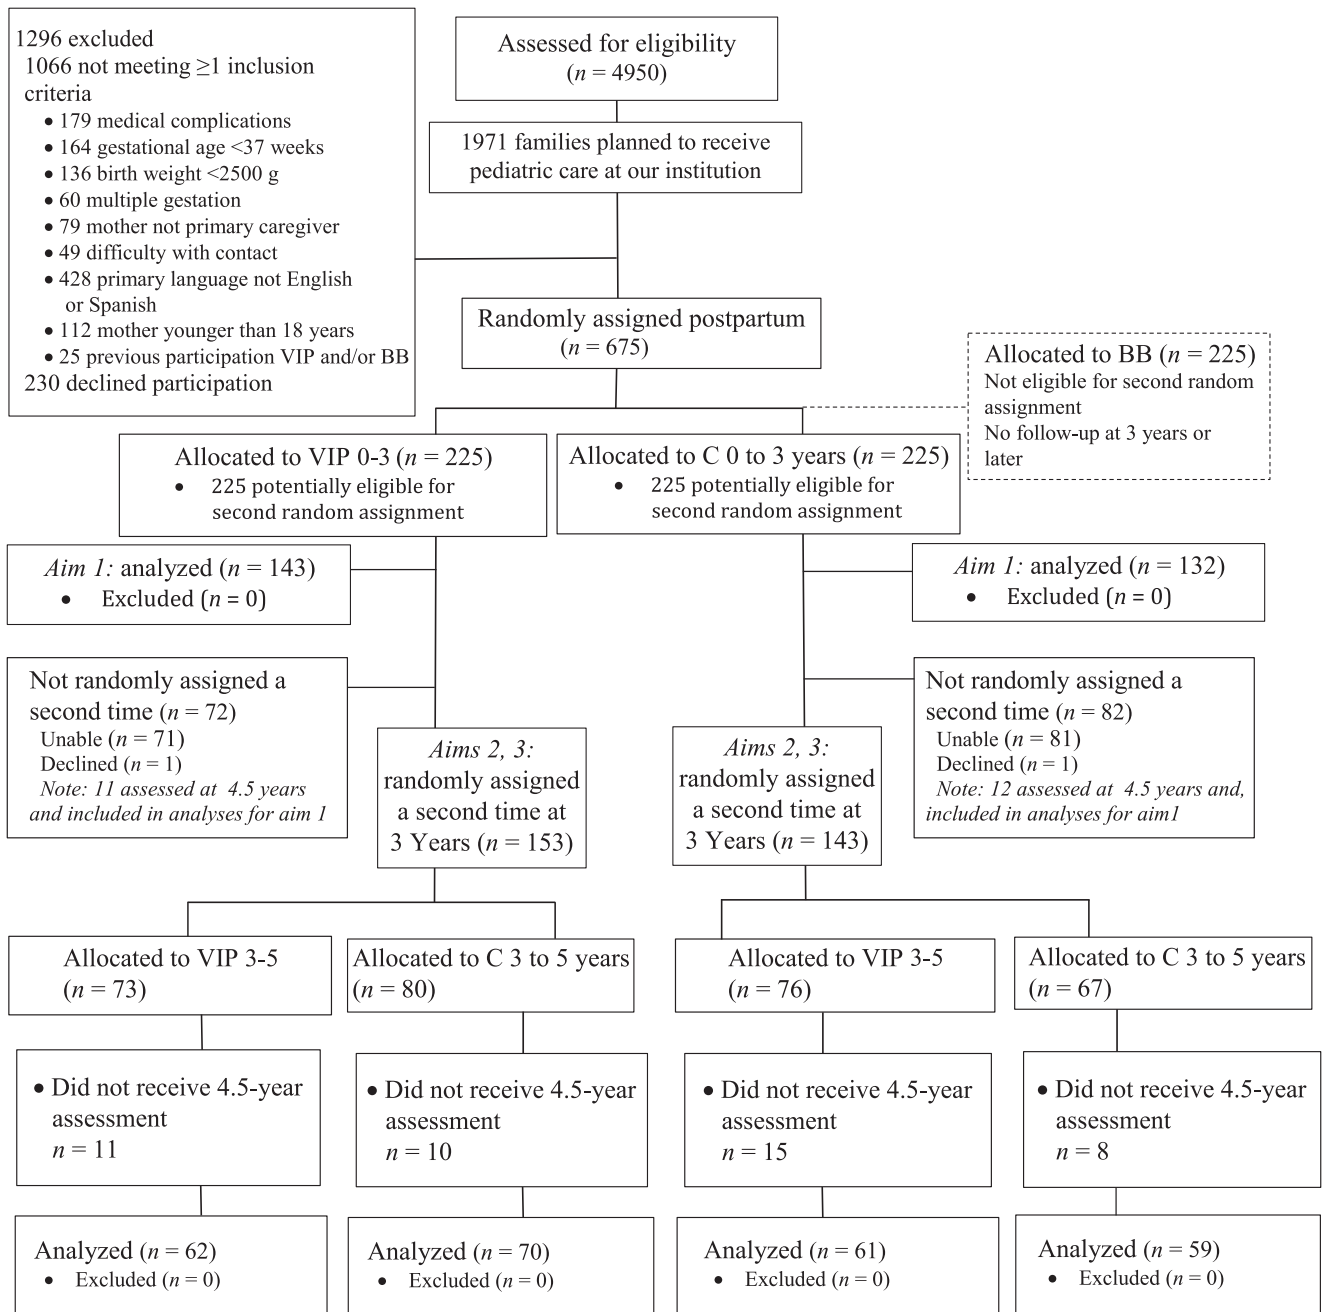 1296 excluded
1066 not meeting ≥1 inclusion
criteria
• 179 medical complications
• 164 gestational age <37 weeks
• 136 birth weight <2500 g
• 60 multiple gestation
• 79 mother not primary caregiver
• 49 difficulty with contact
• 428 primary language not English
or Spanish
• 112 mother younger than 18 years
• 25 previous participation VIP and/or BB
230 declined participation
Assessed for eligibility
(n = 4950)
1971 families planned to receive
pediatric care at our institution
Randomly assigned postpartum
(n = 675)
Allocated to BB (n = 225)
Not eligible for second random
assignment
No follow-up at 3 years or
later
Allocated to VIP 0-3 (n = 225)
• 225 potentially eligible for
second random assignment
Allocated to C 0 to 3 years (n = 225)
• 225 potentially eligible for
second random assignment
Aim 1: analyzed (n = 143)
• Excluded (n = 0)
Aim 1: analyzed (n = 132)
• Excluded (n = 0)
Not randomly assigned a
second time (n = 72)
Unable (n = 71)
Declined (n = 1)
Note: 11 assessed at 4.5 years
and included in analyses for aim 1
Aims 2, 3:
randomly assigned
a second time at
3 Years (n = 153)
Aims 2, 3:
randomly assigned
a second time at
3 Years (n = 143)
Not randomly assigned a
second time (n = 82)
Unable (n = 81)
Declined (n = 1)
Note: 12 assessed at 4.5 years and,
included in analyses for aim1
Allocated to VIP 3-5
(n = 73)
Allocated to C 3 to 5 years
(n = 80)
Allocated to VIP 3-5
(n = 76)
Allocated to C 3 to 5 years
(n = 67)
• Did not receive 4.5-year
assessment
n = 11
• Did not receive 4.5-year
assessment
n = 10
• Did not receive 4.5-year
assessment
n = 15
• Did not receive 4.5-year
assessment
n = 8
Analyzed (n = 62)
• Excluded (n = 0)
Analyzed (n = 70)
• Excluded (n = 0)
Analyzed (n = 61)
• Excluded (n = 0)
Analyzed (n = 59)
• Excluded (n = 0)